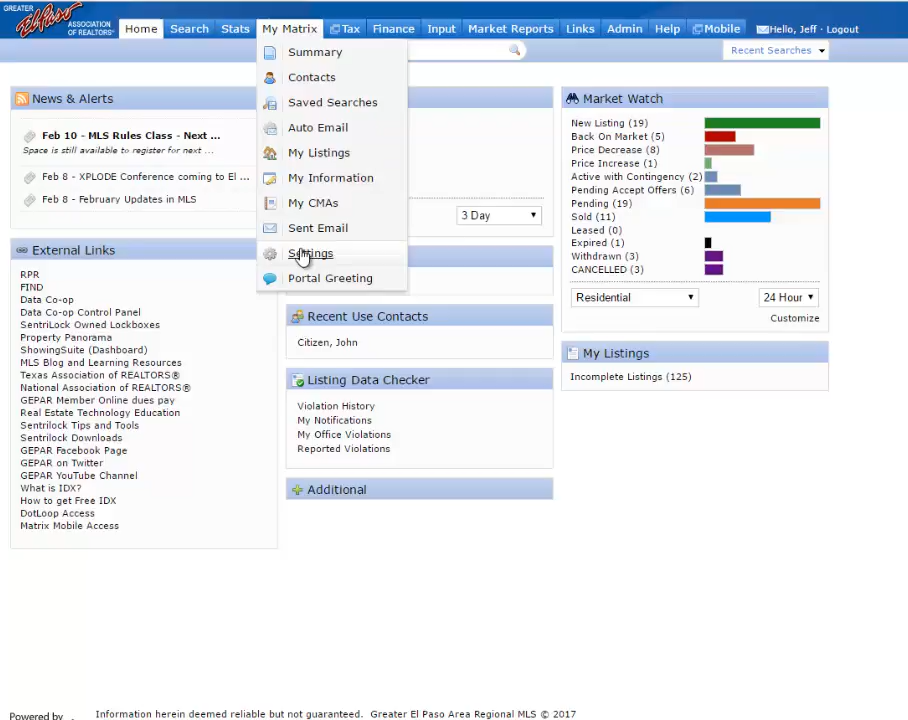 GREATER
El Paso
ASSOCIATION
OF REALTORS®
Home
Search
Stats
My Matrix
Tax
Finance
Input
Market Reports
Links
Admin
Help
Mobile
Hello, Jeff - Logout
Recent Searches
Summary
Contacts
Saved Searches
Auto Email
My Listings
My Information
My CMAs
Sent Email
Settings
Portal Greeting
News & Alerts
Feb 10 - MLS Rules Class - Next ...
Space is still available to register for next ...
Feb 8 - XPLODE Conference coming to El ...
Feb 8 - February Updates in MLS
External Links
RPR
FIND
Data Co-op
Data Co-op Control Panel
SentriLock Owned Lockboxes
Property Panorama
ShowingSuite (Dashboard)
MLS Blog and Learning Resources
Texas Association of REALTORS®
National Association of REALTORS®
GEPAR Member Online dues pay
Real Estate Technology Education
Sentrilock Tips and Tools
Sentrilock Downloads
GEPAR Facebook Page
GEPAR on Twitter
GEPAR YouTube Channel
What is IDX?
How to get Free IDX
DotLoop Access
Matrix Mobile Access
3 Day
Recent Use Contacts
Citizen, John
Listing Data Checker
Violation History
My Notifications
My Office Violations
Reported Violations
Additional
Market Watch
New Listing (19)
Back On Market (5)
Price Decrease (8)
Price Increase (1)
Active with Contingency (2)
Pending Accept Offers (6)
Pending (19)
Sold (11)
Leased (0)
Expired (1)
Withdrawn (3)
CANCELLED (3)
Residential
24 Hour
Customize
My Listings
Incomplete Listings (125)
Powered by
Information herein deemed reliable but not guaranteed. Greater El Paso Area Regional MLS © 2017